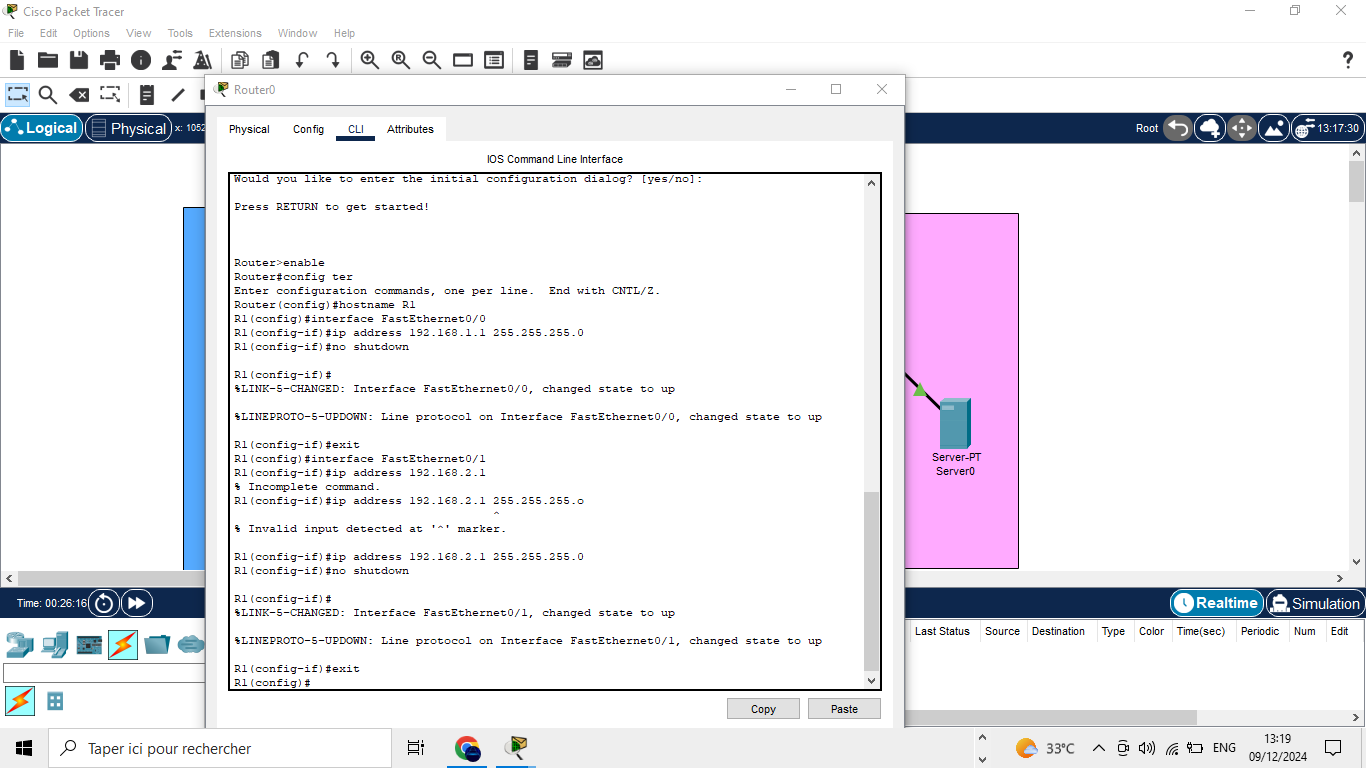 Cisco Packet Tracer
File Edit Options View Tools Extensions Window Help
Router0
Logical Physical x: 1052 Root 13:17:30
Physical Config CLI Attributes
IOS Command Line Interface
Would you like to enter the initial configuration dialog? [yes/no]:
Press RETURN to get started!
Router>enable
Router#config ter
Enter configuration commands, one per line. End with CNTL/Z.
Router(config)#hostname R1
R1(config)#interface FastEthernet0/0
R1(config-if)#ip address 192.168.1.1 255.255.255.0
R1(config-if)#no shutdown
R1(config-if)#
%LINK-5-CHANGED: Interface FastEthernet0/0, changed state to up
%LINEPROTO-5-UPDOWN: Line protocol on Interface FastEthernet0/0, changed state to up
R1(config-if)#exit
R1(config)#interface FastEthernet0/1
R1(config-if)#ip address 192.168.2.1
% Incomplete command.
R1(config-if)#ip address 192.168.2.1 255.255.255.o
^
% Invalid input detected at '^' marker.
R1(config-if)#ip address 192.168.2.1 255.255.255.0
R1(config-if)#no shutdown
R1(config-if)#
%LINK-5-CHANGED: Interface FastEthernet0/1, changed state to up
%LINEPROTO-5-UPDOWN: Line protocol on Interface FastEthernet0/1, changed state to up
R1(config-if)#exit
R1(config)#
Copy Paste
Server-PT
Server0
Time: 00:26:16 Realtime Simulation
Last Status Source Destination Type Color Time(sec) Periodic Num Edit
Taper ici pour rechercher
33°C ENG
13:19
09/12/2024